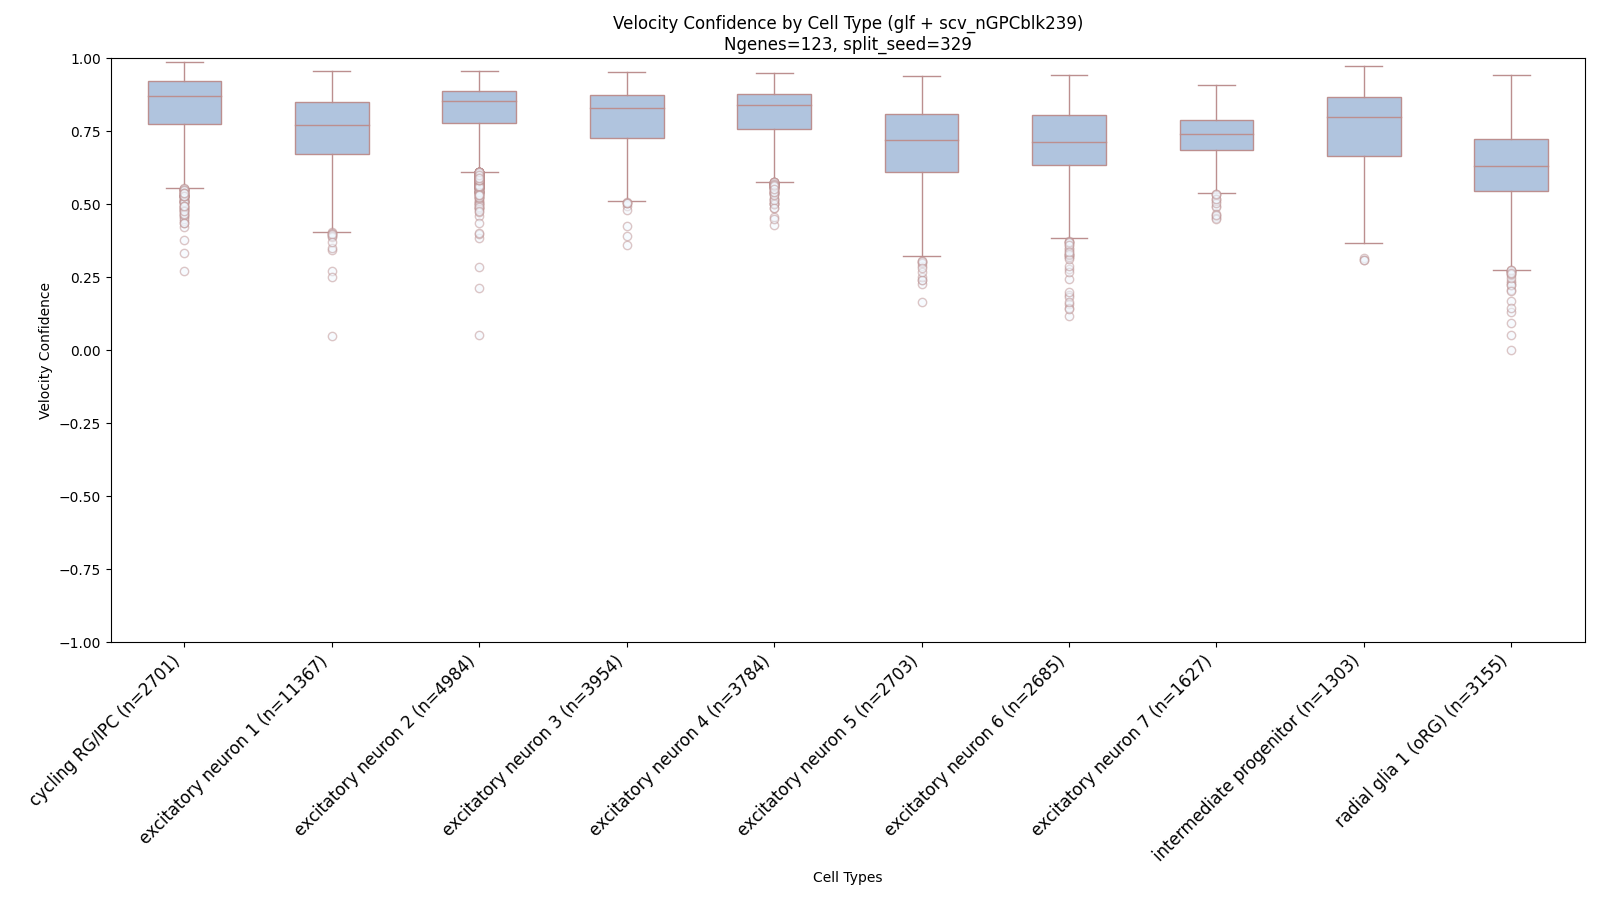 Velocity Confidence by Cell Type (glf + scv_nGPCblk239)
Ngenes=123, split_seed=329
Velocity Confidence
1.00
0.75
0.50
0.25
0.00
−0.25
−0.50
−0.75
−1.00
cycling RG/IPC (n=2701)
excitatory neuron 1 (n=11367)
excitatory neuron 2 (n=4984)
excitatory neuron 3 (n=3954)
excitatory neuron 4 (n=3784)
excitatory neuron 5 (n=2703)
excitatory neuron 6 (n=2685)
excitatory neuron 7 (n=1627)
intermediate progenitor (n=1303)
radial glia 1 (oRG) (n=3155)
Cell Types